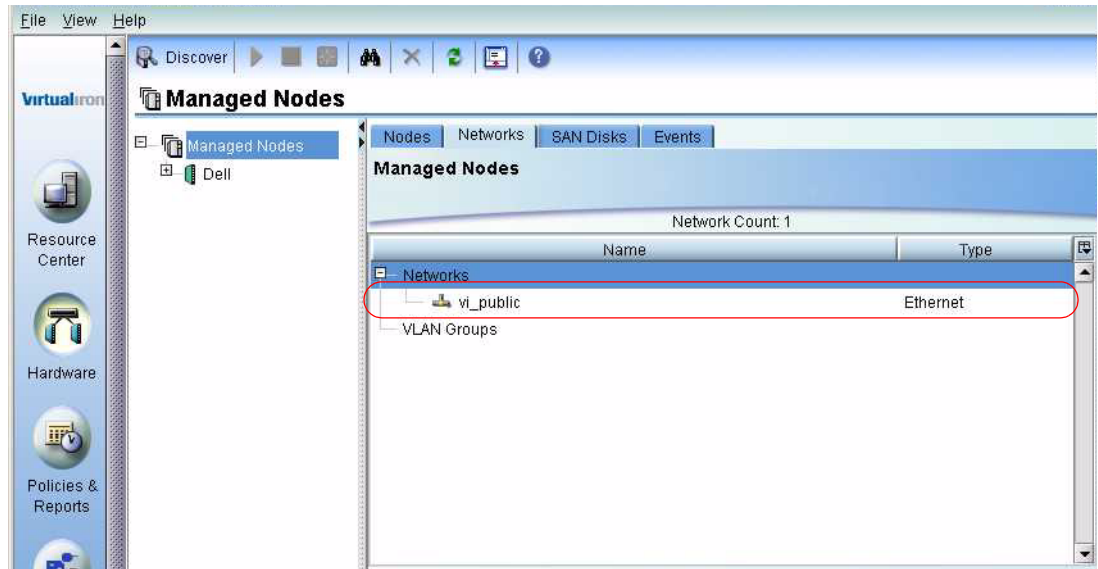 File View Help
Discover
Virtualiron
Managed Nodes
Managed Nodes
Dell
Resource
Center
Hardware
Policies &
Reports
Nodes Networks SAN Disks Events
Managed Nodes
Network Count: 1
Name Type
Networks
vi_public Ethernet
VLAN Groups